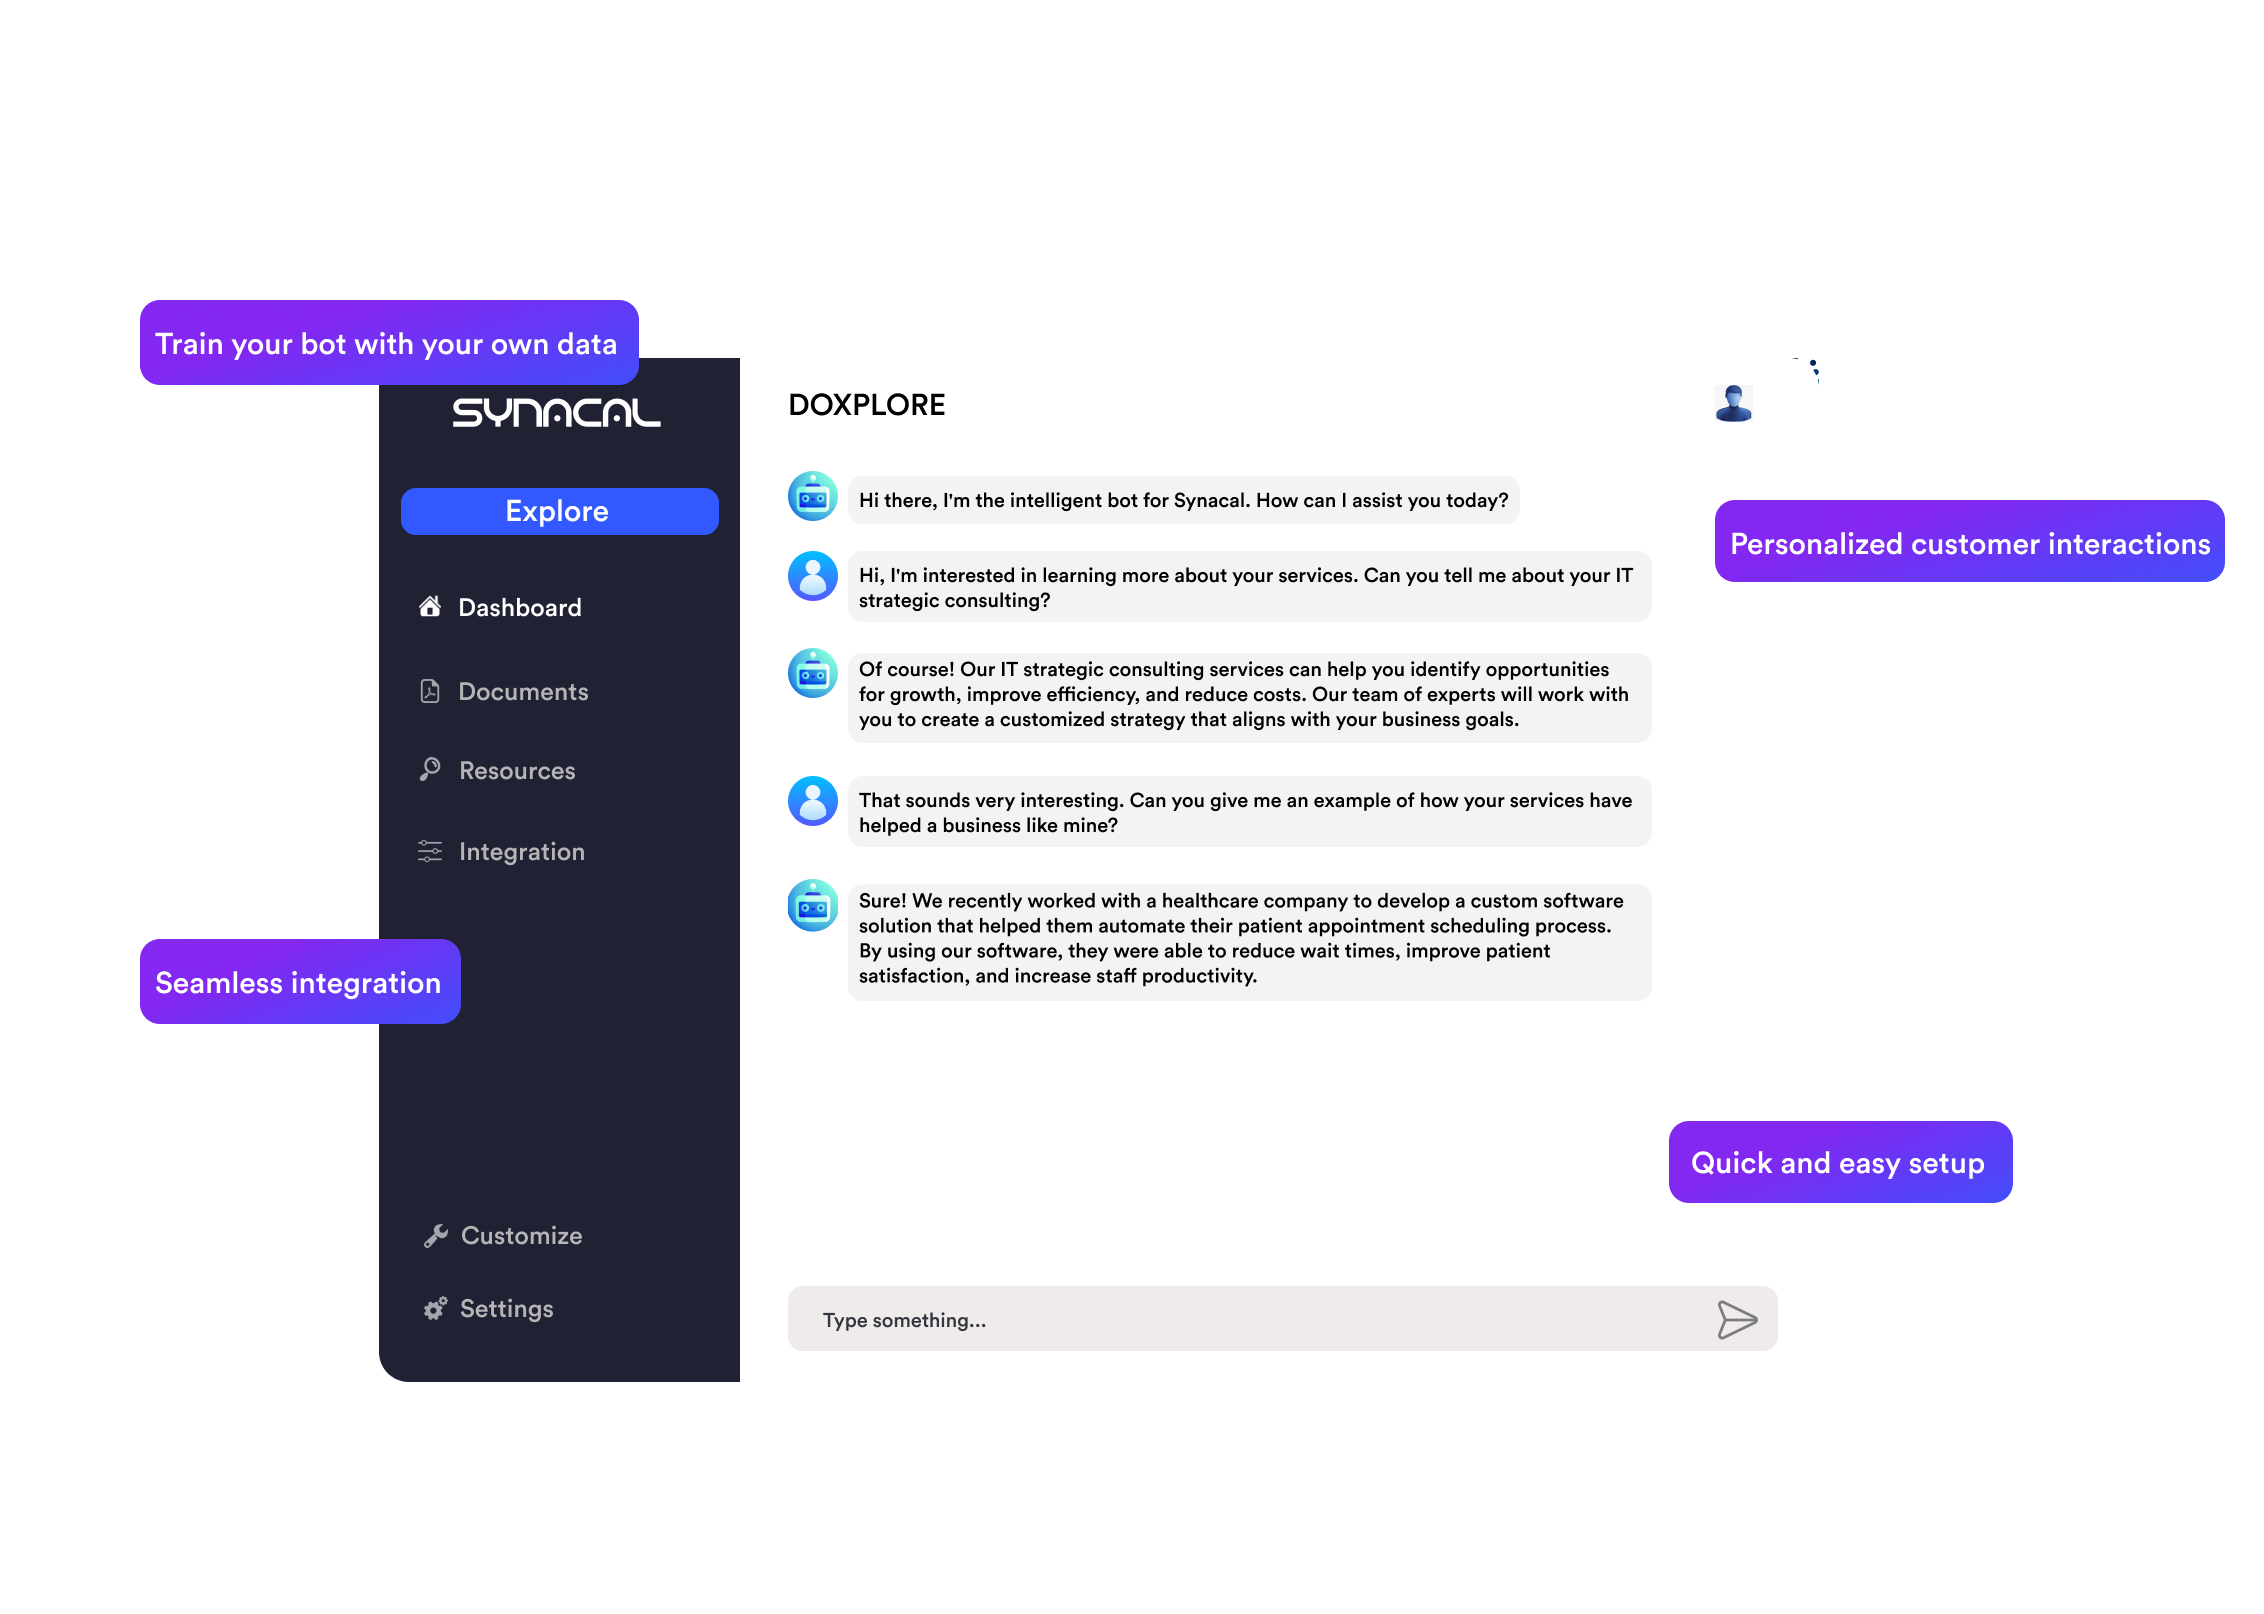 Train your bot with your own data
SYNACAL
Explore
Dashboard
Documents
Resources
Integration
Seamless integration
Customize
Settings
DOXPLORE
Hi there, I'm the intelligent bot for Synacal. How can I assist you today?
Hi, I'm interested in learning more about your services. Can you tell me about your IT
strategic consulting?
Of course! Our IT strategic consulting services can help you identify opportunities
for growth, improve efficiency, and reduce costs. Our team of experts will work with
you to create a customized strategy that aligns with your business goals.
That sounds very interesting. Can you give me an example of how your services have
helped a business like mine?
Sure! We recently worked with a healthcare company to develop a custom software
solution that helped them automate their patient appointment scheduling process.
By using our software, they were able to reduce wait times, improve patient
satisfaction, and increase staff productivity.
Type something...
Personalized customer interactions
Quick and easy setup